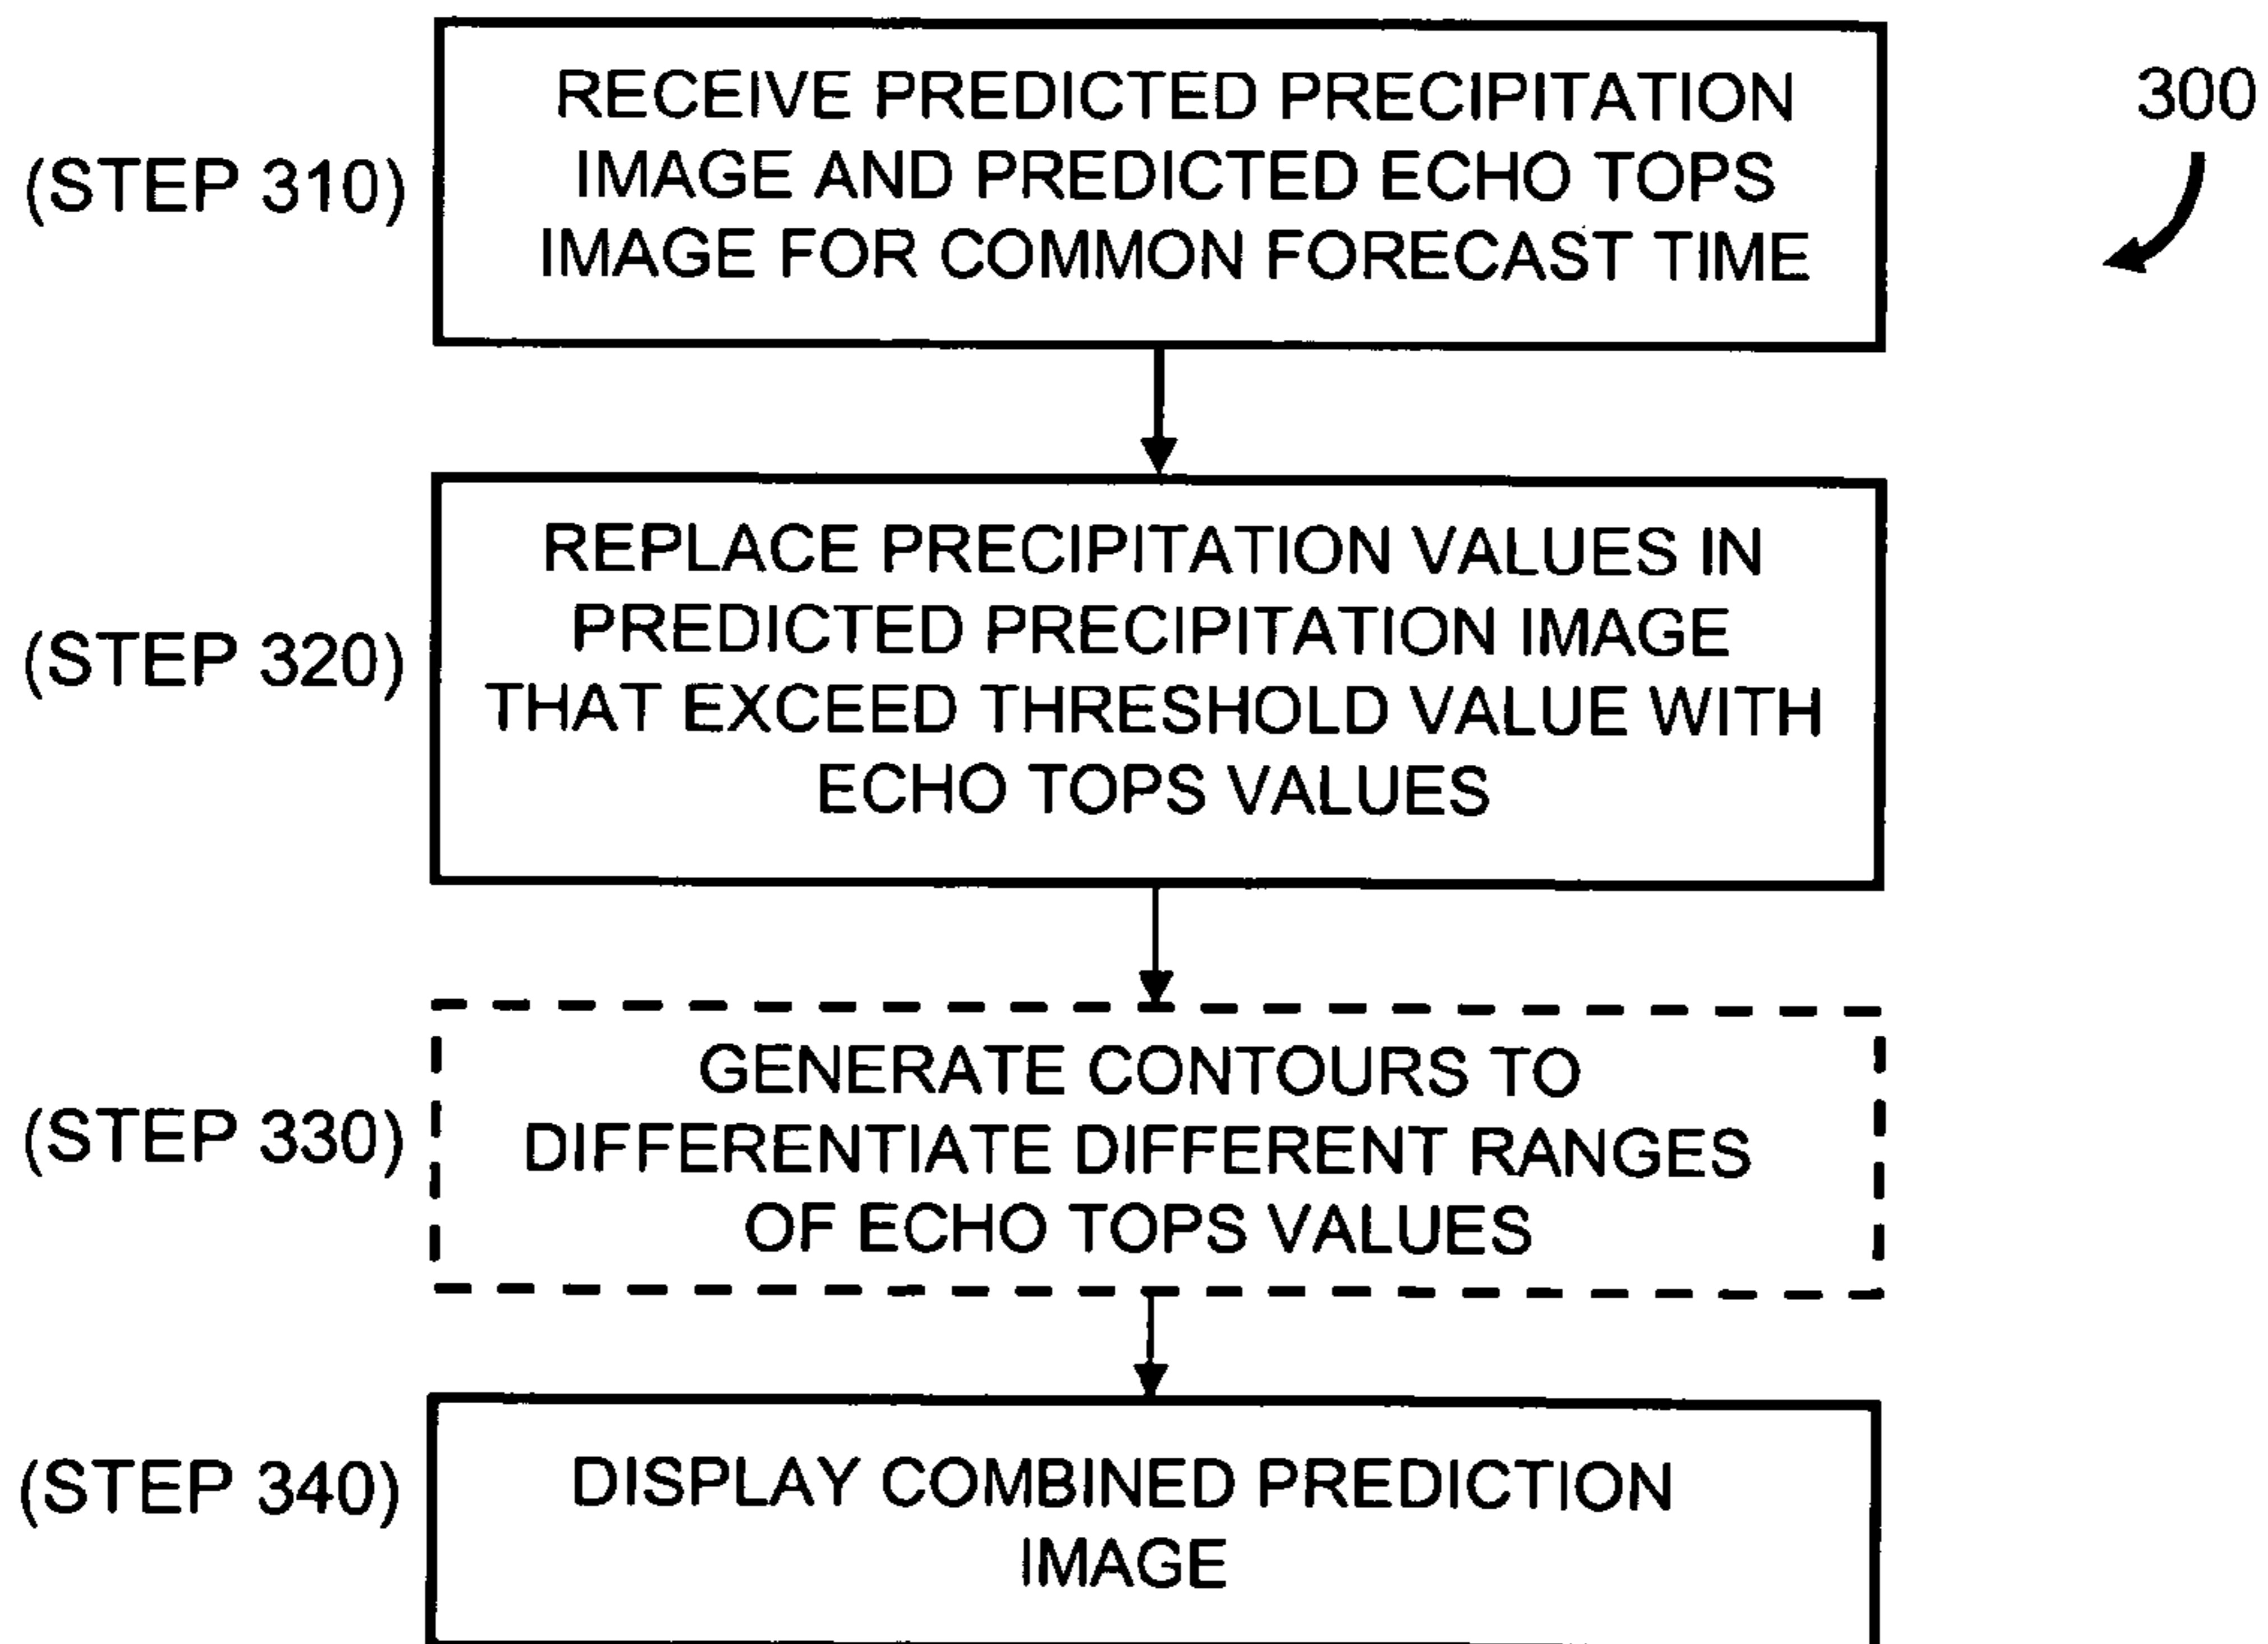 300
(STEP 310)
RECEIVE PREDICTED PRECIPITATION
IMAGE AND PREDICTED ECHO TOPS
IMAGE FOR COMMON FORECAST TIME
(STEP 320)
REPLACE PRECIPITATION VALUES IN
PREDICTED PRECIPITATION IMAGE
THAT EXCEED THRESHOLD VALUE WITH
ECHO TOPS VALUES
(STEP 330)
GENERATE CONTOURS TO
DIFFERENTIATE DIFFERENT RANGES
OF ECHO TOPS VALUES
(STEP 340)
DISPLAY COMBINED PREDICTION
IMAGE